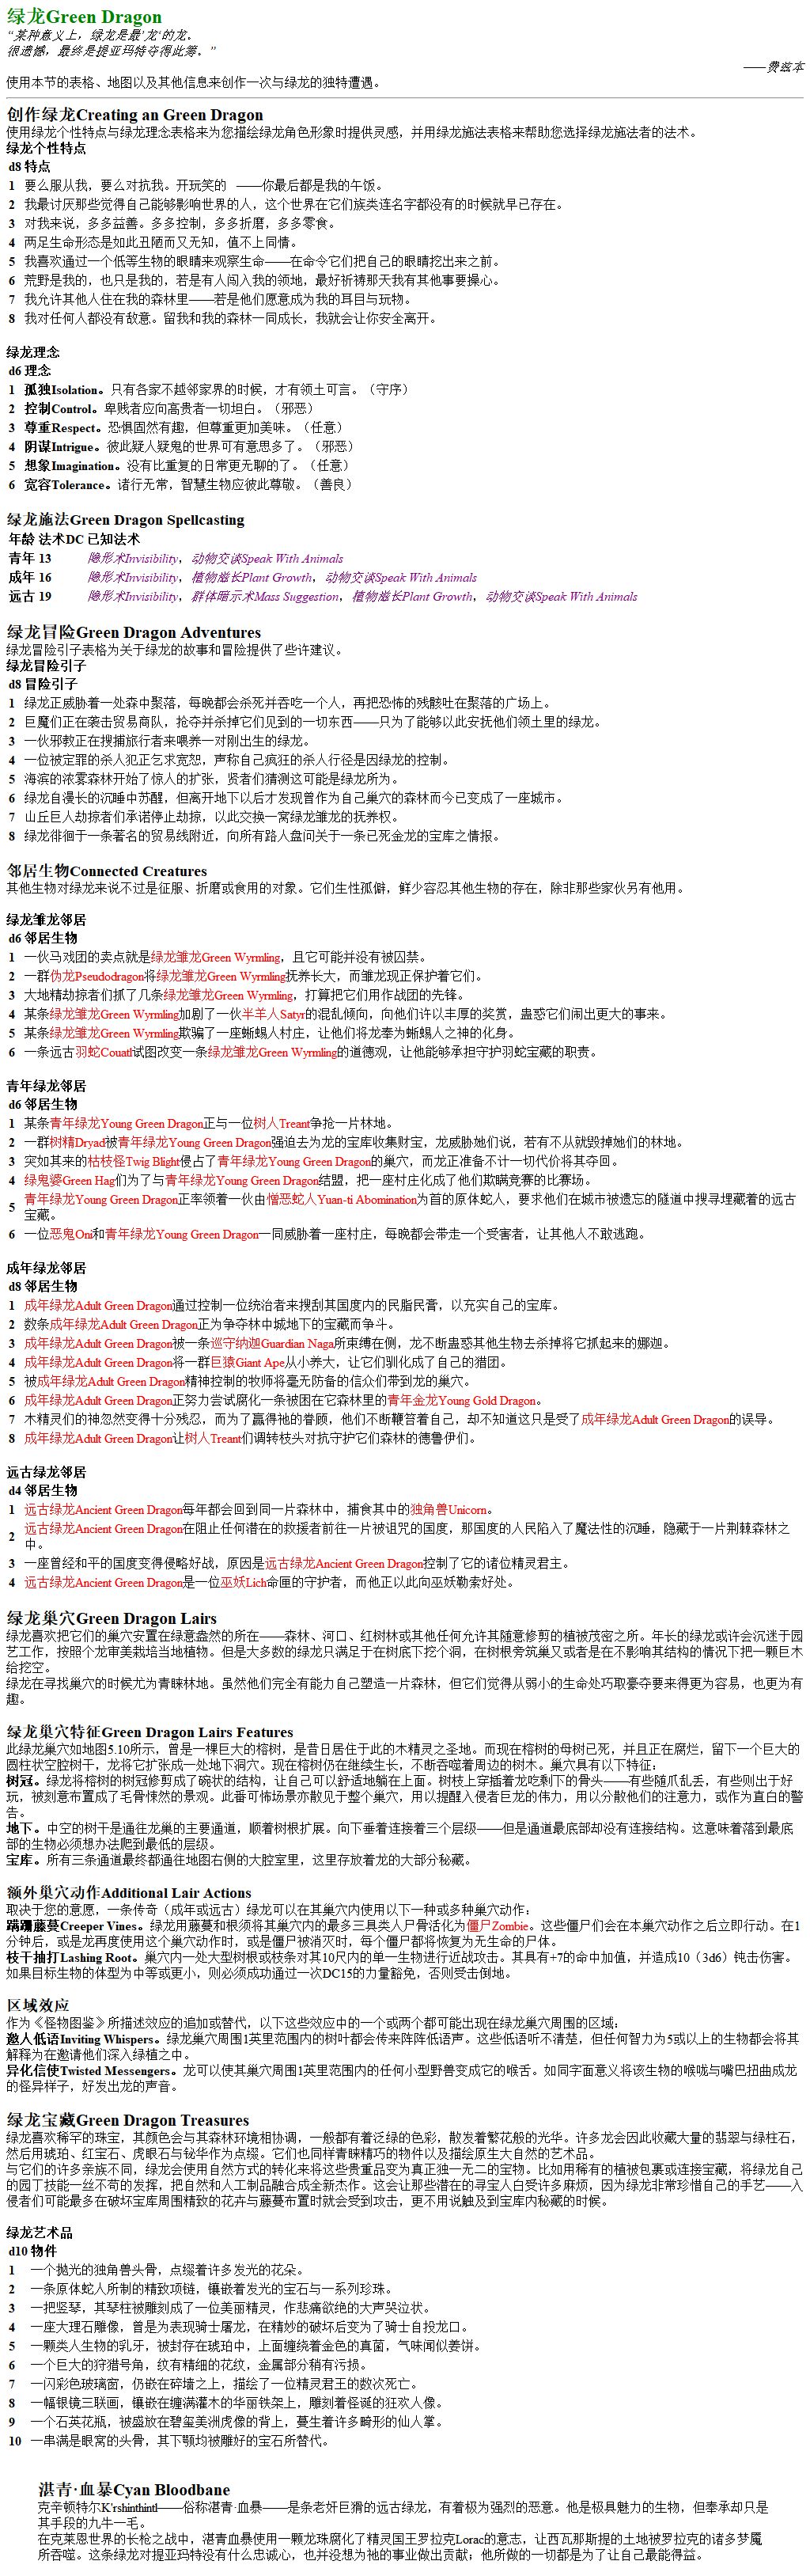 绿龙Green Dragon
“某种意义上，绿龙是最‘龙’的龙。
很遗憾，最终是提亚玛特夺得此筹。”
——费兹本
使用本节的表格、地图以及其他信息来创作一次与绿龙的独特遭遇。
创作绿龙Creating an Green Dragon
使用绿龙个性特点与绿龙理念表格来为您描绘绿龙角色形象时提供灵感，并用绿龙施法表格来帮助您选择绿龙施法者的法术。
绿龙个性特点
d8 特点
1 要么服从我，要么对抗我。开玩笑的 ——你最后都是我的午饭。
2 我最讨厌那些觉得自己能够影响世界的人，这个世界在它们族类连名字都没有的时候就早已存在。
3 对我来说，多多益善。多多控制，多多折磨，多多零食。
4 两足生命形态是如此丑陋而又无知，值不上同情。
5 我喜欢通过一个低等生物的眼睛来观察生命——在命令它们把自己的眼睛挖出来之前。
6 荒野是我的，也只是我的，若是有人闯入我的领地，最好祈祷那天我有其他事要操心。
7 我允许其他人住在我的森林里——若是他们愿意成为我的耳目与玩物。
8 我对任何人都没有敌意。留我和我的森林一同成长，我就会让你安全离开。
绿龙理念
d6 理念
1 孤独Isolation。只有各家不越邻家界的时候，才有领土可言。（守序）
2 控制Control。卑贱者应向高贵者一切坦白。（邪恶）
3 尊重Respect。恐惧固然有趣，但尊重更加美味。（任意）
4 阴谋Intrigue。彼此疑人疑鬼的世界可有意思多了。（邪恶）
5 想象Imagination。没有比重复的日常更无聊的了。（任意）
6 宽容Tolerance。诸行无常，智慧生物应彼此尊敬。（善良）
绿龙施法Green Dragon Spellcasting
年龄 法术DC 已知法术
青年 13 隐形术Invisibility，动物交谈Speak With Animals
成年 16 隐形术Invisibility，植物滋长Plant Growth，动物交谈Speak With Animals
远古 19 隐形术Invisibility，群体暗示术Mass Suggestion，植物滋长Plant Growth，动物交谈Speak With Animals
绿龙冒险Green Dragon Adventures
绿龙冒险引子表格为关于绿龙的故事和冒险提供了些许建议。
绿龙冒险引子
d8 冒险引子
1 绿龙正威胁着一处森中聚落，每晚都会杀死并吞吃一个人，再把恐怖的残骸吐在聚落的广场上。
2 巨魔们正在袭击贸易商队，抢夺并杀掉它们见到的一切东西——只为了能够以此安抚他们领土里的绿龙。
3 一伙邪教正在搜捕旅行者来喂养一对刚出生的绿龙。
4 一位被定罪的杀人犯正乞求宽恕，声称自己疯狂的杀人行径是因绿龙的控制。
5 海滨的浓雾森林开始了惊人的扩张，贤者们猜测这可能是绿龙所为。
6 绿龙自漫长的沉睡中苏醒，但离开地下以后才发现曾作为自己巢穴的森林而今已变成了一座城市。
7 山丘巨人劫掠者们承诺停止劫掠，以此交换一窝绿龙雏龙的抚养权。
8 绿龙徘徊于一条著名的贸易线附近，向所有路人盘问关于一条已死金龙的宝库之情报。
邻居生物Connected Creatures
其他生物对绿龙来说不过是征服、折磨或食用的对象。它们生性孤僻，鲜少容忍其他生物的存在，除非那些家伙另有他用。
绿龙雏龙邻居
d6 邻居生物
1 一伙马戏团的卖点就是绿龙雏龙Green Wyrmling，且它可能并没有被囚禁。
2 一群伪龙Pseudodragon将绿龙雏龙Green Wyrmling抚养长大，而雏龙现正保护着它们。
3 大地精劫掠者们抓了几条绿龙雏龙Green Wyrmling，打算把它们用作战团的先锋。
4 某条绿龙雏龙Green Wyrmling加剧了一伙半羊人Satyr的混乱倾向，向他们许以丰厚的奖赏，蛊惑它们闹出更大的事来。
5 某条绿龙雏龙Green Wyrmling欺骗了一座蜥蜴人村庄，让他们将龙奉为蜥蜴人之神的化身。
6 一条远古羽蛇Couatl试图改变一条绿龙雏龙Green Wyrmling的道德观，让他能够承担守护羽蛇宝藏的职责。
青年绿龙邻居
d6 邻居生物
1 某条青年绿龙Young Green Dragon正与一位树人Treant争抢一片林地。
2 一群树精Dryad被青年绿龙Young Green Dragon强迫去为龙的宝库收集财宝，龙威胁她们说，若有不从就毁掉她们的林地。
3 突如其来的枯枝怪Twig Blight侵占了青年绿龙Young Green Dragon的巢穴，而龙正准备不计一切代价将其夺回。
4 绿鬼婆Green Hag们为了与青年绿龙Young Green Dragon结盟，把一座村庄化成了他们欺瞒竞赛的比赛场。
5 青年绿龙Young Green Dragon正率领着一伙由憎恶蛇人Yuan-ti Abomination为首的原体蛇人，要求他们在城市被遗忘的隧道中搜寻埋藏着的远古
宝藏。
6 一位恶鬼Oni和青年绿龙Young Green Dragon一同威胁着一座村庄，每晚都会带走一个受害者，让其他人不敢逃跑。
成年绿龙邻居
d8 邻居生物
1 成年绿龙Adult Green Dragon通过控制一位统治者来搜刮其国度内的民脂民膏，以充实自己的宝库。
2 数条成年绿龙Adult Green Dragon正为争夺林中城地下的宝藏而争斗。
3 成年绿龙Adult Green Dragon被一条巡守纳迦Guardian Naga所束缚在侧，龙不断蛊惑其他生物去杀掉将它抓起来的娜迦。
4 成年绿龙Adult Green Dragon将一群巨猿Giant Ape从小养大，让它们驯化成了自己的猎团。
5 被成年绿龙Adult Green Dragon精神控制的牧师将毫无防备的信众们带到龙的巢穴。
6 成年绿龙Adult Green Dragon正努力尝试腐化一条被困在它森林里的青年金龙Young Gold Dragon。
7 木精灵们的神忽然变得十分残忍，而为了赢得祂的眷顾，他们不断鞭笞着自己，却不知道这只是受了成年绿龙Adult Green Dragon的误导。
8 成年绿龙Adult Green Dragon让树人Treant们调转枝头对抗守护它们森林的德鲁伊们。
远古绿龙邻居
d4 邻居生物
1 远古绿龙Ancient Green Dragon每年都会回到同一片森林中，捕食其中的独角兽Unicorn。
2 远古绿龙Ancient Green Dragon在阻止任何潜在的救援者前往一片被诅咒的国度，那国度的人民陷入了魔法性的沉睡，隐藏于一片荆棘森林之
中。
3 一座曾经和平的国度变得侵略好战，原因是远古绿龙Ancient Green Dragon控制了它的诸位精灵君主。
4 远古绿龙Ancient Green Dragon是一位巫妖Lich命匣的守护者，而他正以此向巫妖勒索好处。
绿龙巢穴Green Dragon Lairs
绿龙喜欢把它们的巢穴安置在绿意盎然的所在——森林、河口、红树林或其他任何允许其随意修剪的植被茂密之所。年长的绿龙或许会沉迷于园
艺工作，按照个龙审美栽培当地植物。但是大多数的绿龙只满足于在树底下挖个洞，在树根旁筑巢又或者是在不影响其结构的情况下把一颗巨木
给挖空。
绿龙在寻找巢穴的时候尤为青睐林地。虽然他们完全有能力自己塑造一片森林，但它们觉得从弱小的生命处巧取豪夺要来得更为容易，也更为有
趣。
绿龙巢穴特征Green Dragon Lairs Features
此绿龙巢穴如地图5.10所示，曾是一棵巨大的榕树，是昔日居住于此的木精灵之圣地。而现在榕树的母树已死，并且正在腐烂，留下一个巨大的
圆柱状空腔树干，龙将它扩张成一处地下洞穴。现在榕树仍在继续生长，不断吞噬着周边的树木。巢穴具有以下特征：
树冠。绿龙将榕树的树冠修剪成了碗状的结构，让自己可以舒适地躺在上面。树枝上穿插着龙吃剩下的骨头——有些随爪乱丢，有些则出于好
玩，被刻意布置成了毛骨悚然的景观。此番可怖场景亦散见于整个巢穴，用以提醒入侵者巨龙的伟力，用以分散他们的注意力，或作为直白的警
告。
地下。中空的树干是通往龙巢的主要通道，顺着树根扩展。向下垂着连接着三个层级——但是通道最底部却没有连接结构。这意味着落到最底
部的生物必须想办法爬到最低的层级。
宝库。所有三条通道最终都通往地图右侧的大腔室里，这里存放着龙的大部分秘藏。
额外巢穴动作Additional Lair Actions
取决于您的意愿，一条传奇（成年或远古）绿龙可以在其巢穴内使用以下一种或多种巢穴动作：
蹒跚藤蔓Creeper Vines。绿龙用藤蔓和根须将其巢穴内的最多三具类人尸骨活化为僵尸Zombie。这些僵尸们会在本巢穴动作之后立即行动。在1
分钟后，或是龙再度使用这个巢穴动作时，或是僵尸被消灭时，每个僵尸都将恢复为无生命的尸体。
枝干抽打Lashing Root。巢穴内一处大型树根或枝条对其10尺内的单一生物进行近战攻击。其具有+7的命中加值，并造成10（3d6）钝击伤害。
如果目标生物的体型为中等或更小，则必须成功通过一次DC15的力量豁免，否则受击倒地。
区域效应
作为《怪物图鉴》所描述效应的追加或替代，以下这些效应中的一个或两个都可能出现在绿龙巢穴周围的区域：
邀人低语Inviting Whispers。绿龙巢穴周围1英里范围内的树叶都会传来阵阵低语声。这些低语听不清楚，但任何智力为5或以上的生物都会将其
解释为在邀请他们深入绿植之中。
异化信使Twisted Messengers。龙可以使其巢穴周围1英里范围内的任何小型野兽变成它的喉舌。如同字面意义将该生物的喉咙与嘴巴扭曲成龙
的怪异样子，好发出龙的声音。
绿龙宝藏Green Dragon Treasures
绿龙喜欢稀罕的珠宝，其颜色会与其森林环境相协调，一般都有着泛绿的色彩，散发着繁花般的光华。许多龙会因此收藏大量的翡翠与绿柱石，
然后用琥珀、红宝石、虎眼石与铋华作为点缀。它们也同样青睐精巧的物件以及描绘原生大自然的艺术品。
与它们的许多亲族不同，绿龙会使用自然方式的转化来将这些贵重品变为真正独一无二的宝物。比如用稀有的植被包裹或连接宝藏，将绿龙自己
的园丁技能一丝不苟的发挥，把自然和人工制品融合成全新杰作。这会让那些潜在的寻宝人白受许多麻烦，因为绿龙非常珍惜自己的手艺——入
侵者们可能最多在破坏宝库周围精致的花卉与藤蔓布置时就会受到攻击，更不用说触及到宝库内秘藏的时候。
绿龙艺术品
d10 物件
1 一个抛光的独角兽头骨，点缀着许多发光的花朵。
2 一条原体蛇人所制的精致项链，镶嵌着发光的宝石与一系列珍珠。
3 一把竖琴，其琴柱被雕刻成了一位美丽精灵，作悲痛欲绝的大声哭泣状。
4 一座大理石雕像，曾是为表现骑士屠龙，在精妙的破坏后变为了骑士自投龙口。
5 一颗类人生物的乳牙，被封存在琥珀中，上面缠绕着金色的真菌，气味闻似姜饼。
6 一个巨大的狩猎号角，纹有精细的花纹，金属部分稍有污损。
7 一闪彩色玻璃窗，仍嵌在碎墙之上，描绘了一位精灵君王的数次死亡。
8 一幅银镜三联画，镶嵌在缠满灌木的华丽铁架上，雕刻着怪诞的狂欢人像。
9 一个石英花瓶，被盛放在碧玺美洲虎像的背上，蔓生着许多畸形的仙人掌。
10 一串满是眼窝的头骨，其下颚均被雕好的宝石所替代。
湛青·血暴Cyan Bloodbane
克辛顿特尔K'rshinthintl——俗称湛青·血暴——是条老奸巨猾的远古绿龙，有着极为强烈的恶意。他是极具魅力的生物，但奉承却只是
其手段的九牛一毛。
在克莱恩世界的长枪之战中，湛青血暴使用一颗龙珠腐化了精灵国王罗拉克Lorac的意志，让西瓦那斯提的土地被罗拉克的诸多梦魇
所吞噬。这条绿龙对提亚玛特没有什么忠诚心，也并没想为祂的事业做出贡献；他所做的一切都是为了让自己最能得益。